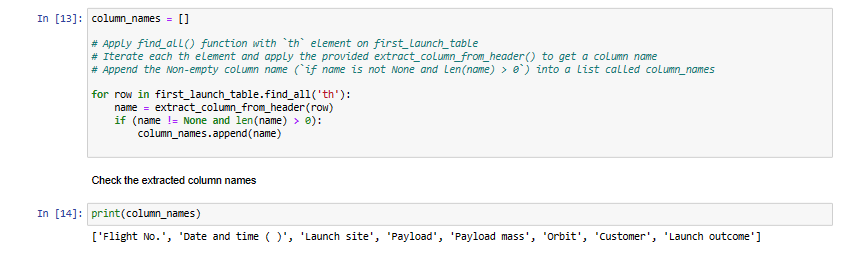 In [13]: column_names = []
# Apply find_all() function with `th` element on first_launch_table
# Iterate each th element and apply the provided extract_column_from_header() to get a column name
# Append the Non-empty column name (`if name is not None and len(name) > 0`) into a list called column_names
for row in first_launch_table.find_all('th'):
    name = extract_column_from_header(row)
    if (name != None and len(name) > 0):
        column_names.append(name)
Check the extracted column names
In [14]: print(column_names)
['Flight No.', 'Date and time ( )', 'Launch site', 'Payload', 'Payload mass', 'Orbit', 'Customer', 'Launch outcome']